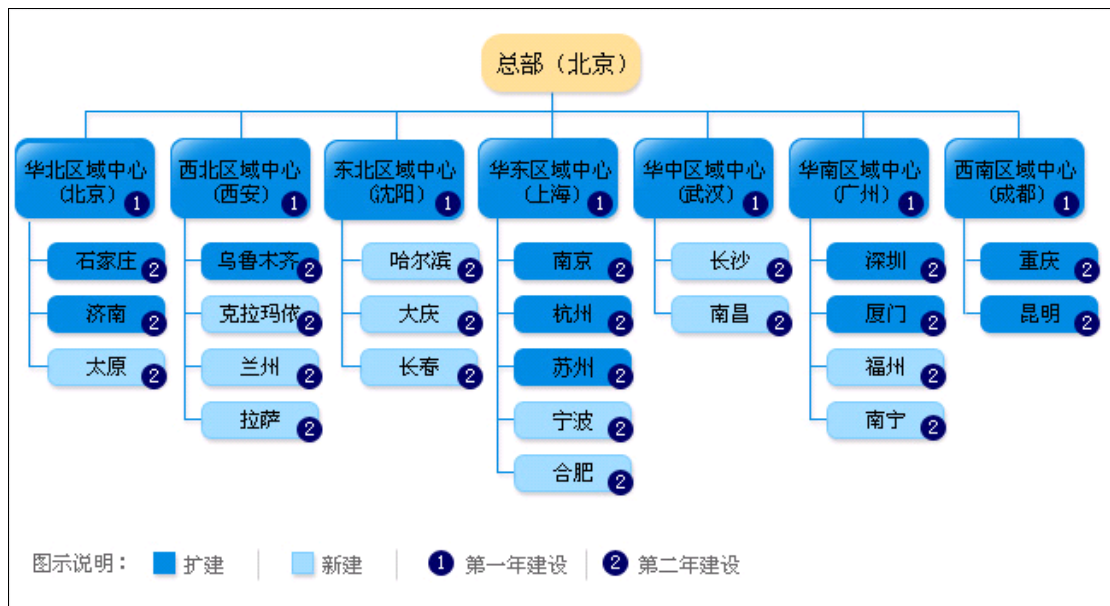 总部（北京）
华北区域中心
（北京）
1
西北区域中心
（西安）
1
东北区域中心
（沈阳）
1
华东区域中心
（上海）
1
华中区域中心
（武汉）
1
华南区域中心
（广州）
1
西南区域中心
（成都）
1
石家庄 2
济南 2
太原 2
乌鲁木齐 2
克拉玛依 2
兰州 2
拉萨 2
哈尔滨 2
大庆 2
长春 2
南京 2
杭州 2
苏州 2
宁波 2
合肥 2
长沙 2
南昌 2
深圳 2
厦门 2
福州 2
南宁 2
重庆 2
昆明 2
图示说明： 扩建 新建 1 第一年建设 2 第二年建设